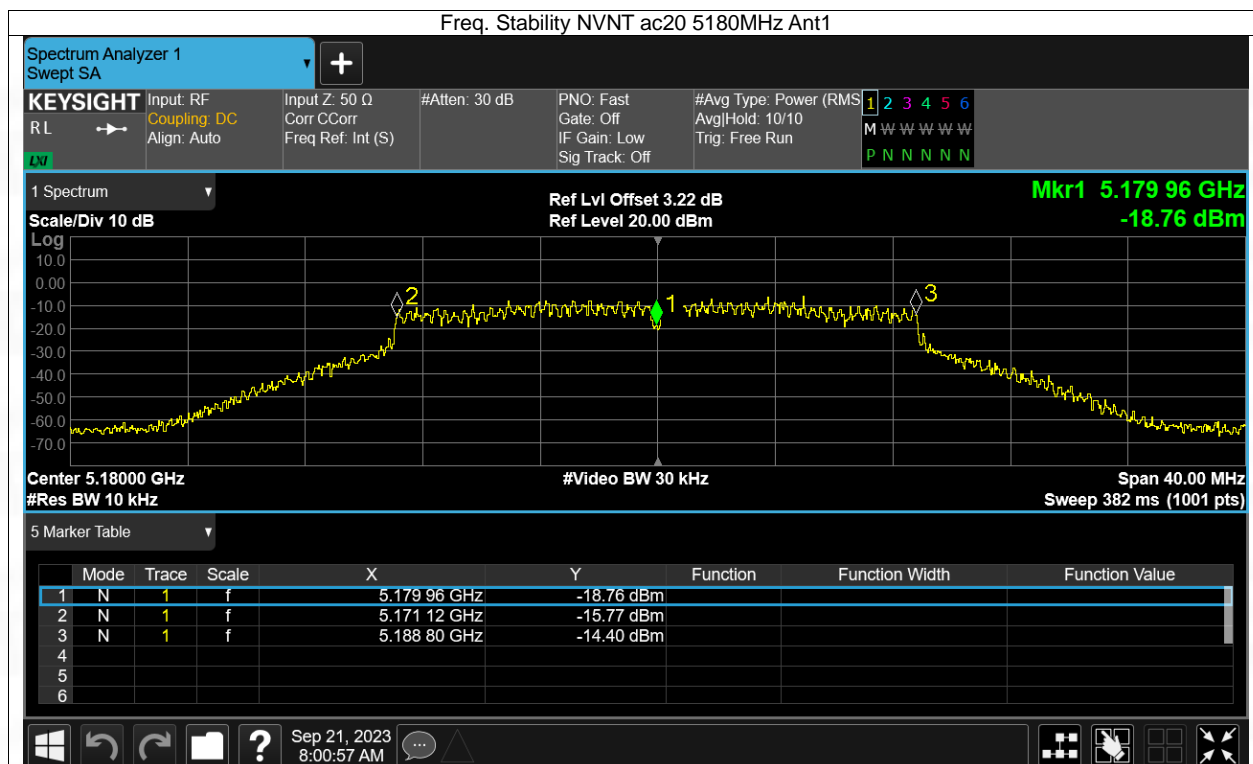 Freq. Stability NVNT ac20 5180MHz Ant1
Spectrum Analyzer 1
Swept SA
KEYSIGHT
RL
LXI
Input: RF
Coupling: DC
Align: Auto
Input Z: 50 Ω
Corr CCorr
Freq Ref: Int (S)
#Atten: 30 dB
PNO: Fast
Gate: Off
IF Gain: Low
Sig Track: Off
#Avg Type: Power (RMS
Avg|Hold: 10/10
Trig: Free Run
1 2 3 4 5 6
M W W W W W
P N N N N N
1 Spectrum
Scale/Div 10 dB
Ref Lvl Offset 3.22 dB
Ref Level 20.00 dBm
Mkr1 5.179 96 GHz
-18.76 dBm
Log
10.0
0.00
-10.0
-20.0
-30.0
-40.0
-50.0
-60.0
-70.0
2
1
3
Center 5.18000 GHz
#Video BW 30 kHz
Span 40.00 MHz
#Res BW 10 kHz
Sweep 382 ms (1001 pts)
5 Marker Table
Mode Trace Scale X Y Function Function Width Function Value
1 N 1 f 5.179 96 GHz -18.76 dBm
2 N 1 f 5.171 12 GHz -15.77 dBm
3 N 1 f 5.188 80 GHz -14.40 dBm
4
5
6
?
Sep 21, 2023
8:00:57 AM